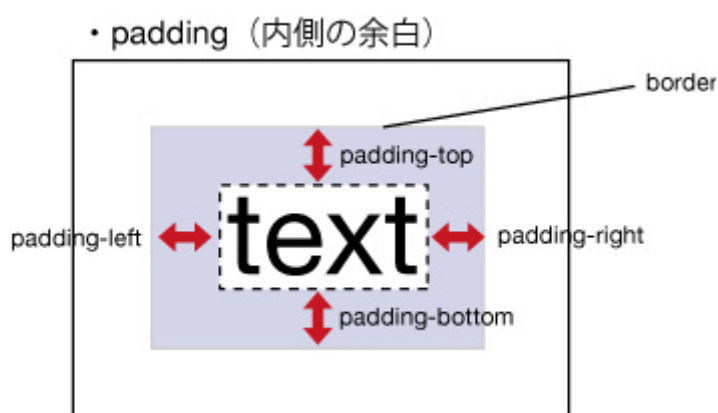 ・padding（内側の余白）
border
padding-top
padding-left
text
padding-right
padding-bottom